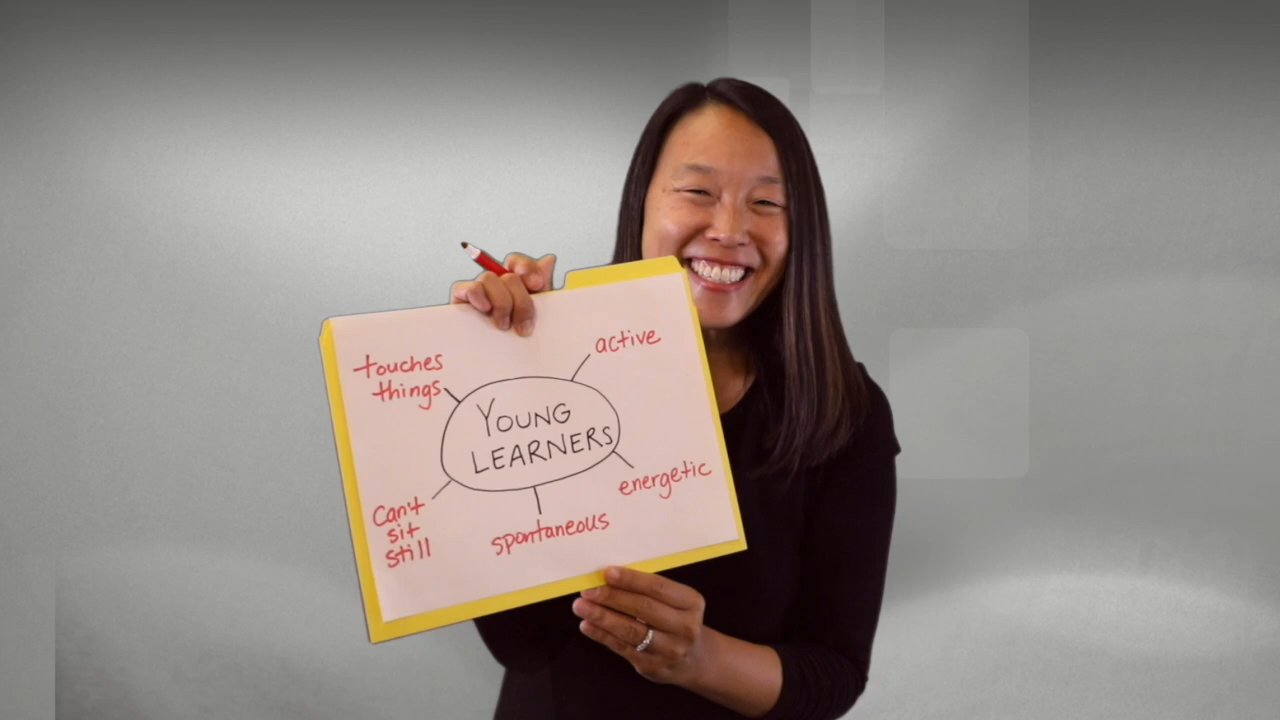 touches
things
active
YOUNG
LEARNERS
energetic
spontaneous
Can't
sit
still